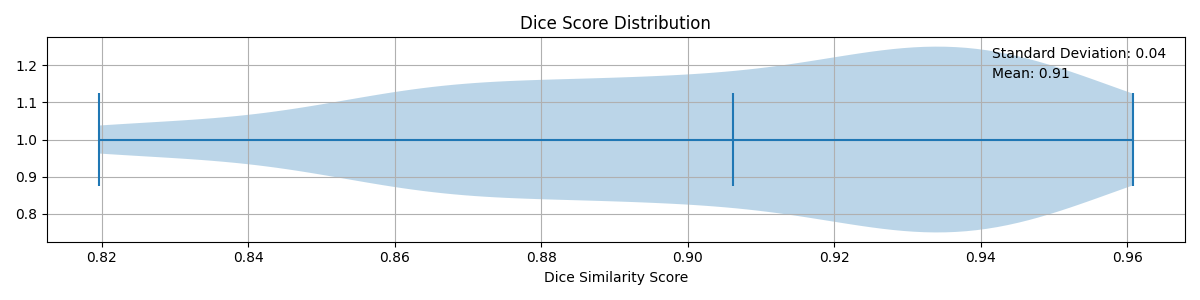 Dice Score Distribution
Standard Deviation: 0.04
Mean: 0.91
1.2
1.1
1.0
0.9
0.8
0.82 0.84 0.86 0.88 0.90 0.92 0.94 0.96
Dice Similarity Score